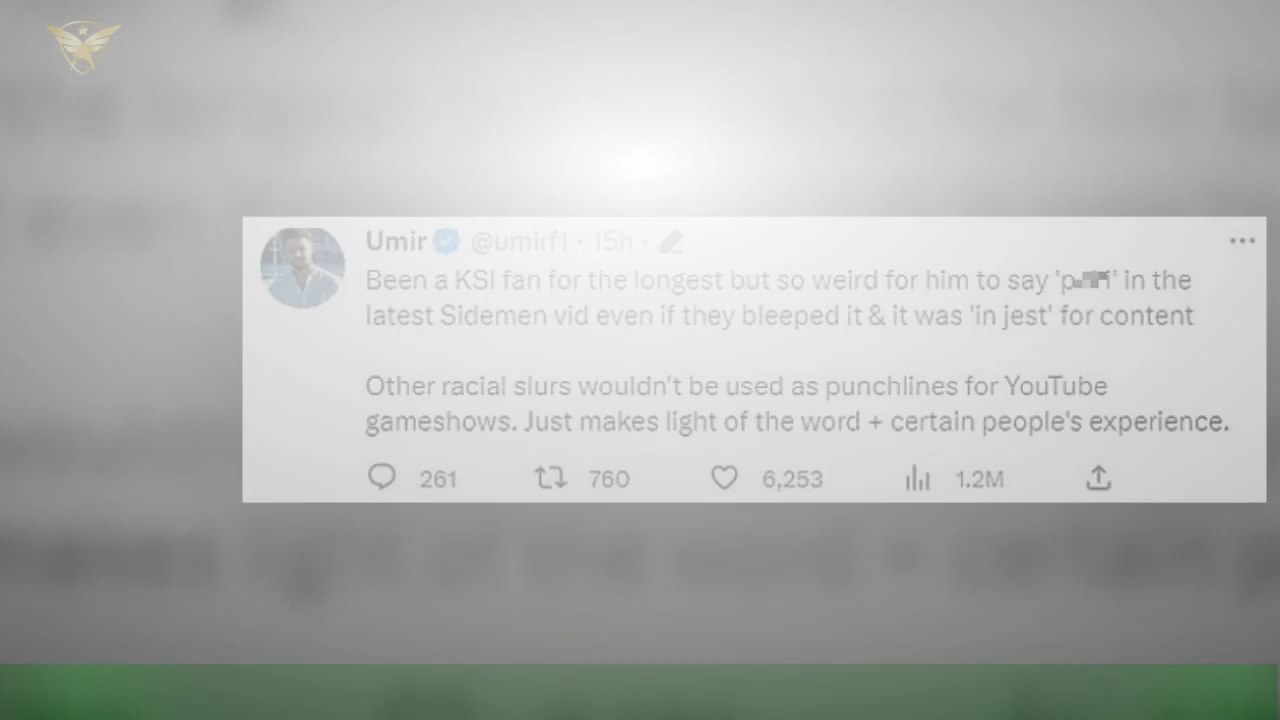 Umir @umirf1 · 15h ·
Been a KSI fan for the longest but so weird for him to say in the
latest Sidemen vid even if they bleeped it & it was 'in jest' for content
Other racial slurs wouldn't be used as punchlines for YouTube
gameshows. Just makes light of the word + certain people's experience.
261 760 6,253 1.2M